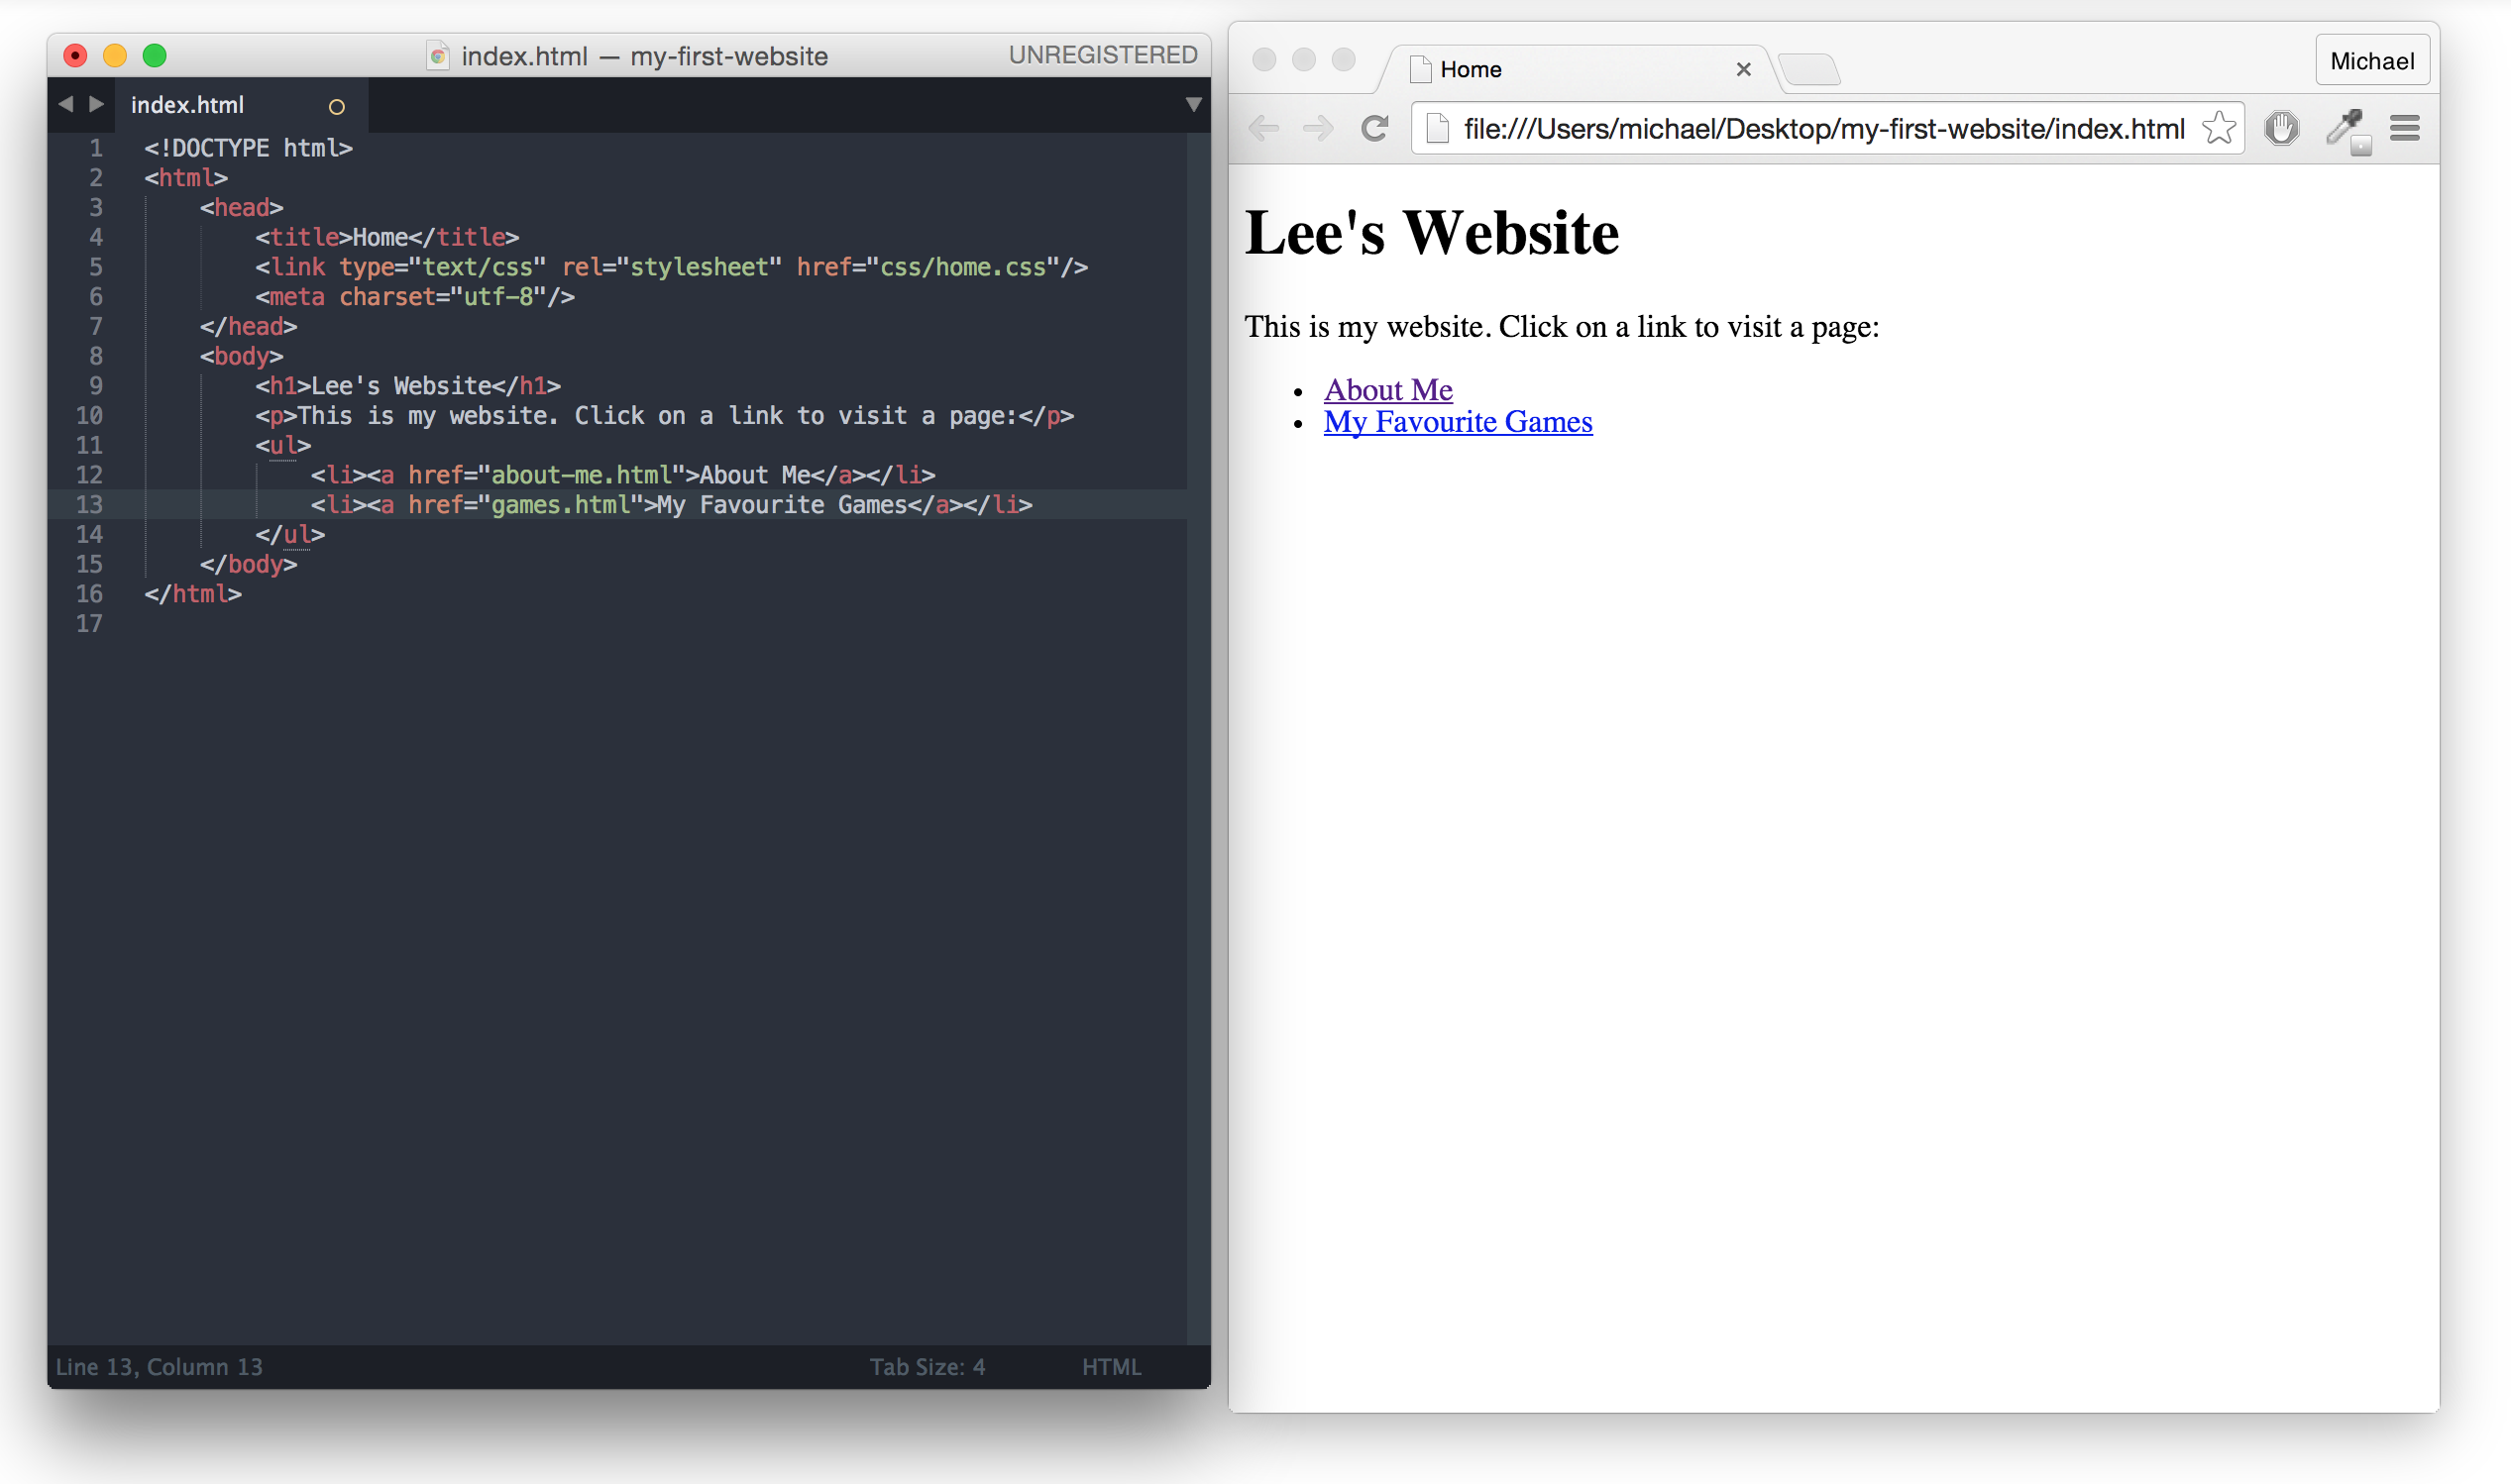 index.html — my-first-website
UNREGISTERED
index.html
1 <!DOCTYPE html>
2 <html>
3 <head>
4 <title>Home</title>
5 <link type="text/css" rel="stylesheet" href="css/home.css"/>
6 <meta charset="utf-8"/>
7 </head>
8 <body>
9 <h1>Lee's Website</h1>
10 <p>This is my website. Click on a link to visit a page:</p>
11 <ul>
12 <li><a href="about-me.html">About Me</a></li>
13 <li><a href="games.html">My Favourite Games</a></li>
14 </ul>
15 </body>
16 </html>
17
Line 13, Column 13
Tab Size: 4
HTML
Home
Michael
file:///Users/michael/Desktop/my-first-website/index.html
Lee's Website
This is my website. Click on a link to visit a page:
• About Me
• My Favourite Games